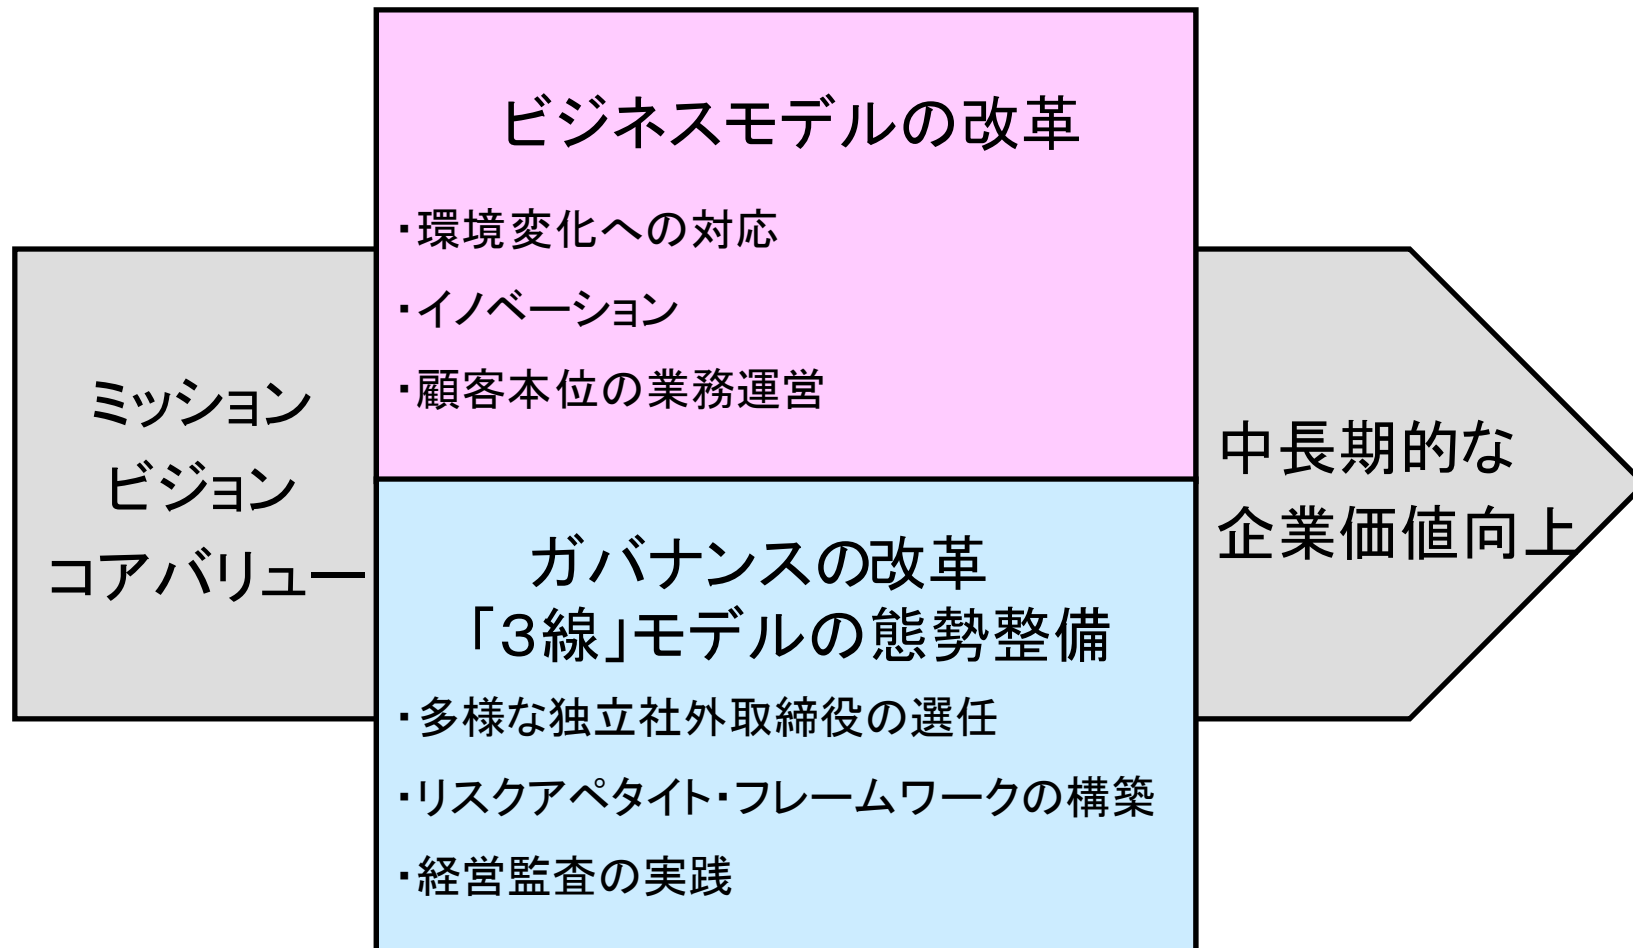 ビジネスモデルの改革
・環境変化への対応
・イノベーション
・顧客本位の業務運営
ミッション
ビジョン
コアバリュー
ガバナンスの改革
「３線」モデルの態勢整備
・多様な独立社外取締役の選任
・リスクアペタイト・フレームワークの構築
・経営監査の実践
中長期的な
企業価値向上